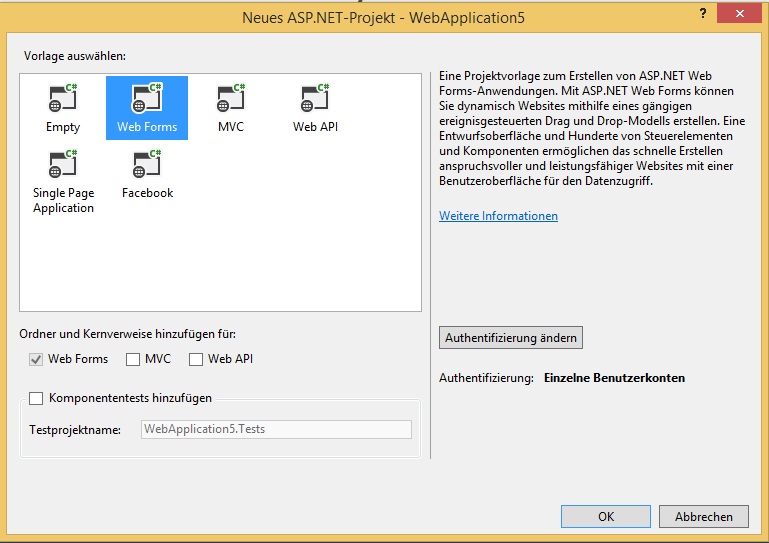 Neues ASP.NET-Projekt - WebApplication5
?
Vorlage auswählen:
C#
C#
C#
C#
Empty
Web Forms
MVC
Web API
C#
C#
Single Page
Application
Facebook
Eine Projektvorlage zum Erstellen von ASP.NET Web
Forms-Anwendungen. Mit ASP.NET Web Forms können
Sie dynamisch Websites mithilfe eines gängigen
ereignisgesteuerten Drag und Drop-Modells erstellen. Eine
Entwurfsoberfläche und Hunderte von Steuerelementen
und Komponenten ermöglichen das schnelle Erstellen
anspruchsvoller und leistungsfähiger Websites mit einer
Benutzeroberfläche für den Datenzugriff.
Weitere Informationen
Ordner und Kernverweise hinzufügen für:
Web Forms
MVC
Web API
Komponententests hinzufügen
Testprojektname:
WebApplication5.Tests
Authentifizierung ändern
Authentifizierung: Einzelne Benutzerkonten
OK
Abbrechen